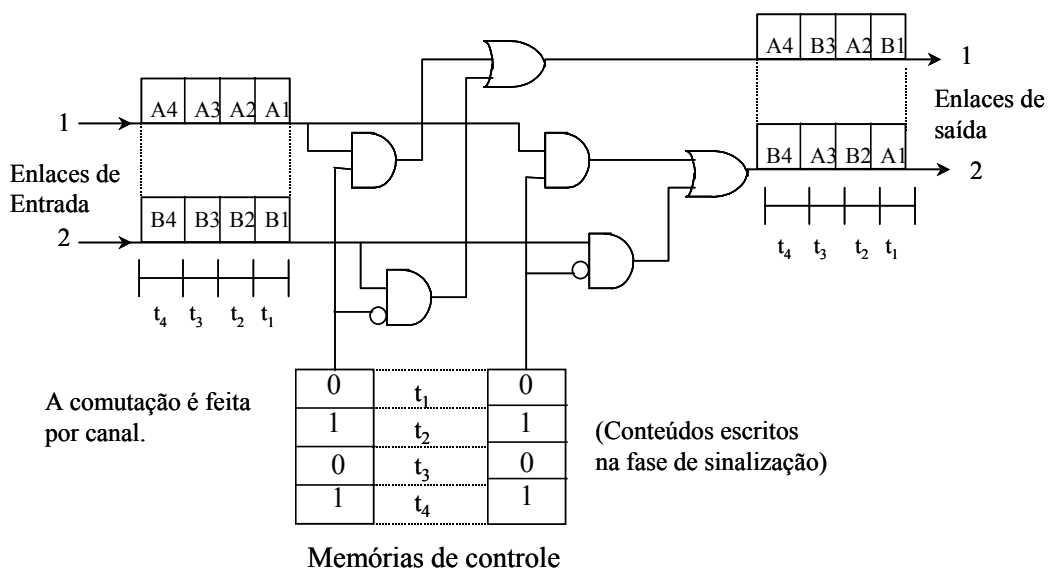 A4 B3 A2 B1
1
A4 A3 A2 A1
1
Enlaces de
saída
B4 A3 B2 A1
2
Enlaces de
Entrada
B4 B3 B2 B1
2
t4 t3 t2 t1
t4 t3 t2 t1
A comutação é feita
por canal.
0 t1 0
1 t2 1
0 t3 0
1 t4 1
(Conteúdos escritos
na fase de sinalização)
Memórias de controle